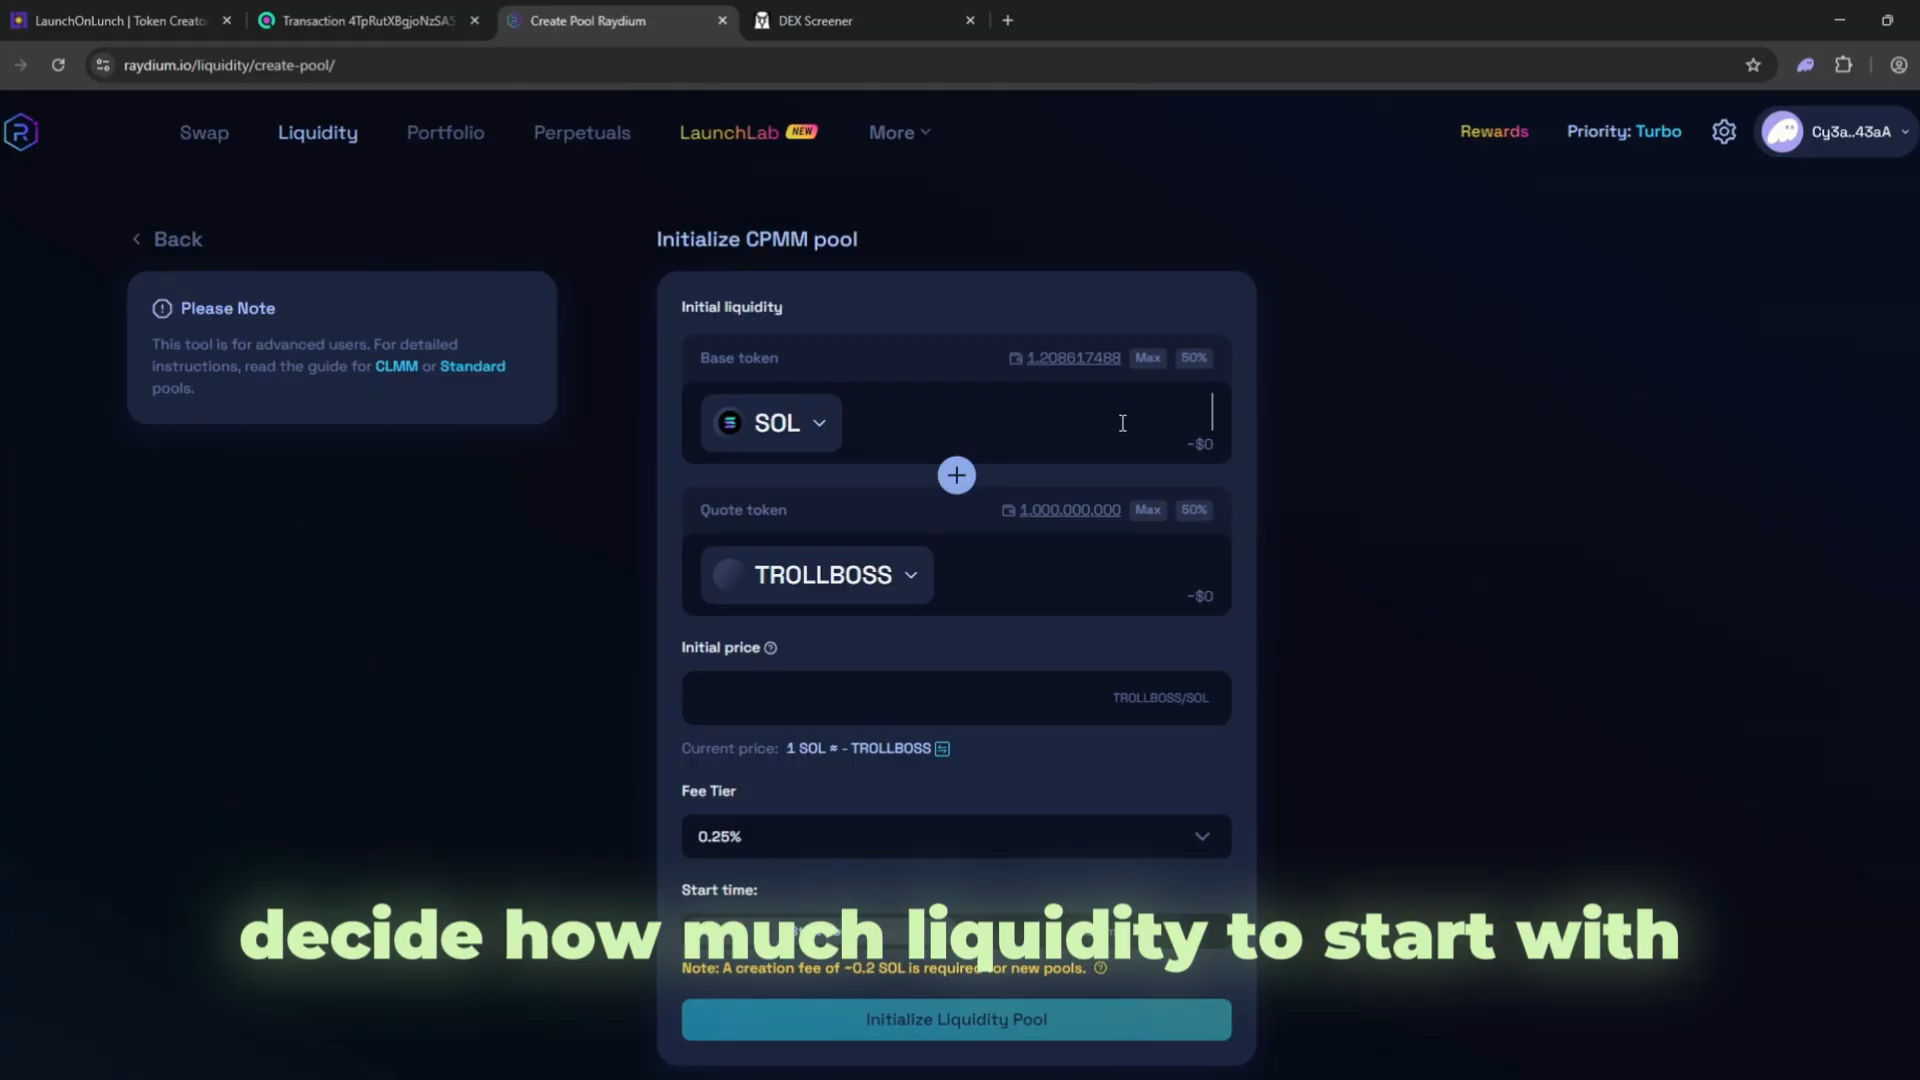 LaunchOnLunch | Token Creato
Transaction 4TpRutXBgjoNzSA5
Create Pool Raydium
DEX Screener
raydium.io/liquidity/create-pool/
Swap
Liquidity
Portfolio
Perpetuals
LaunchLab NEW
More
Rewards
Priority: Turbo
Cy3a..43aA
Back
Please Note
This tool is for advanced users. For detailed
instructions, read the guide for CLMM or Standard
pools.
Initialize CPMM pool
Initial liquidity
Base token
1.208617488 Max 50%
SOL
~$0
Quote token
1,000,000,000 Max 50%
TROLLBOSS
~$0
Initial price
TROLLBOSS/SOL
Current price: 1 SOL ≈ - TROLLBOSS
Fee Tier
0.25%
Start time:
decide how much liquidity to start with
Note: A creation fee of ~0.2 SOL is required for new pools.
Initialize Liquidity Pool